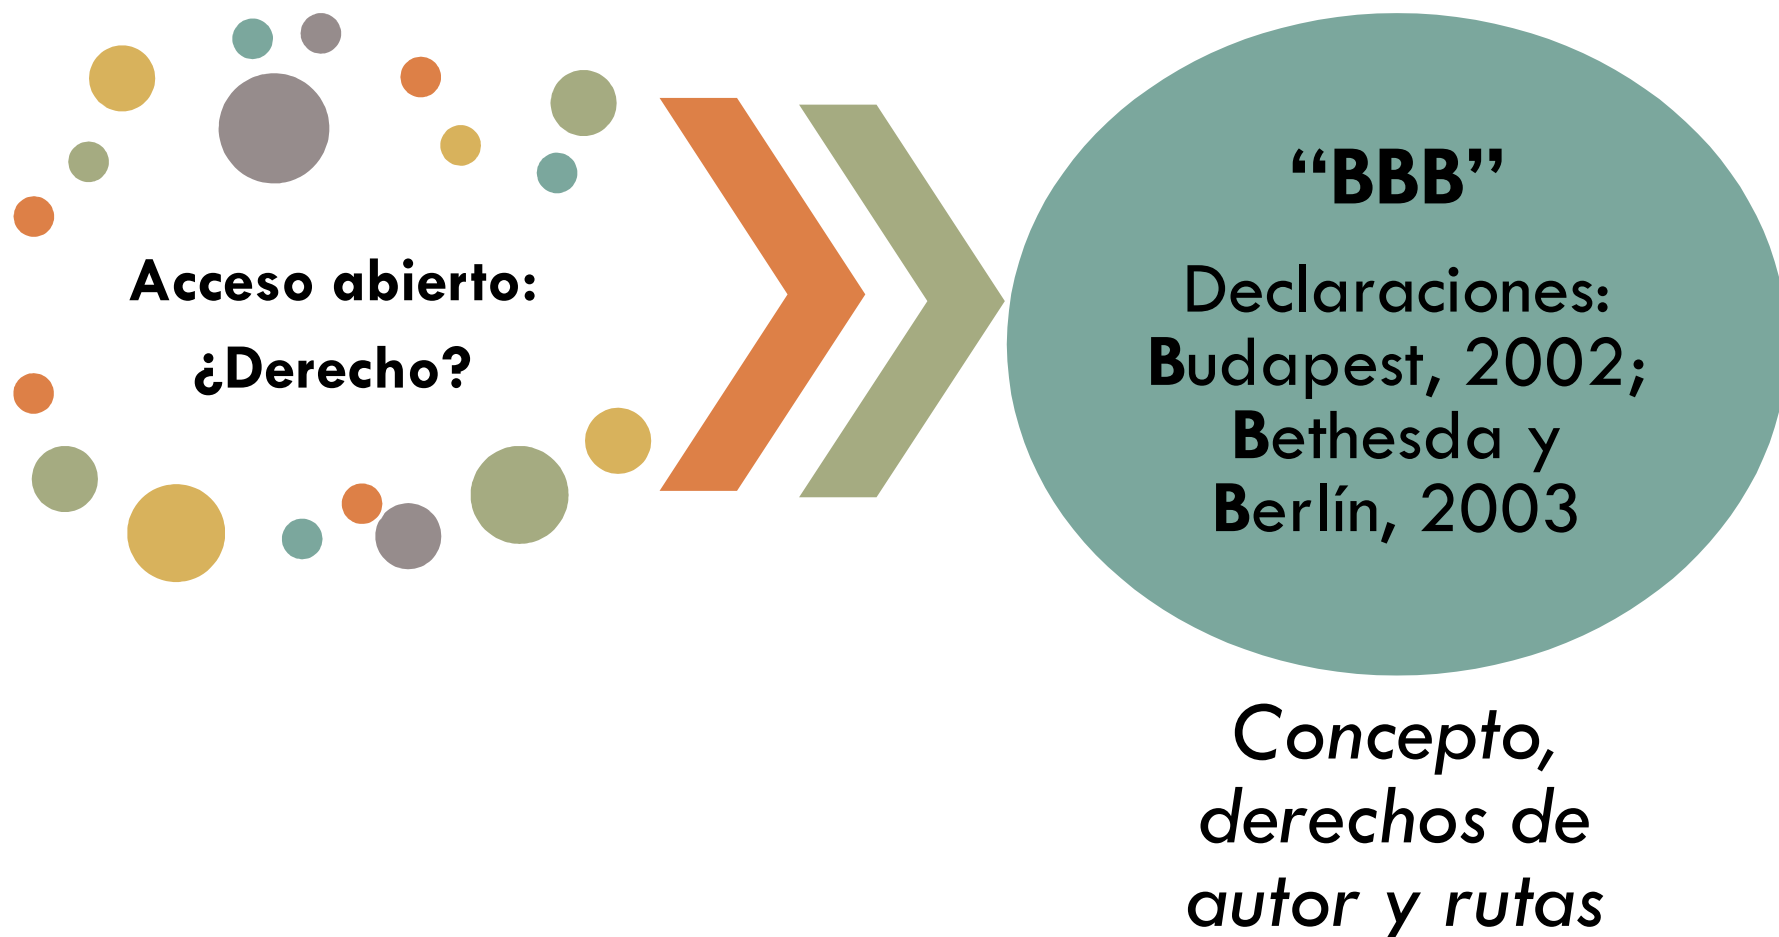 Acceso abierto:
¿Derecho?
“BBB”
Declaraciones:
Budapest, 2002;
Bethesda y
Berlín, 2003
Concepto,
derechos de
autor y rutas